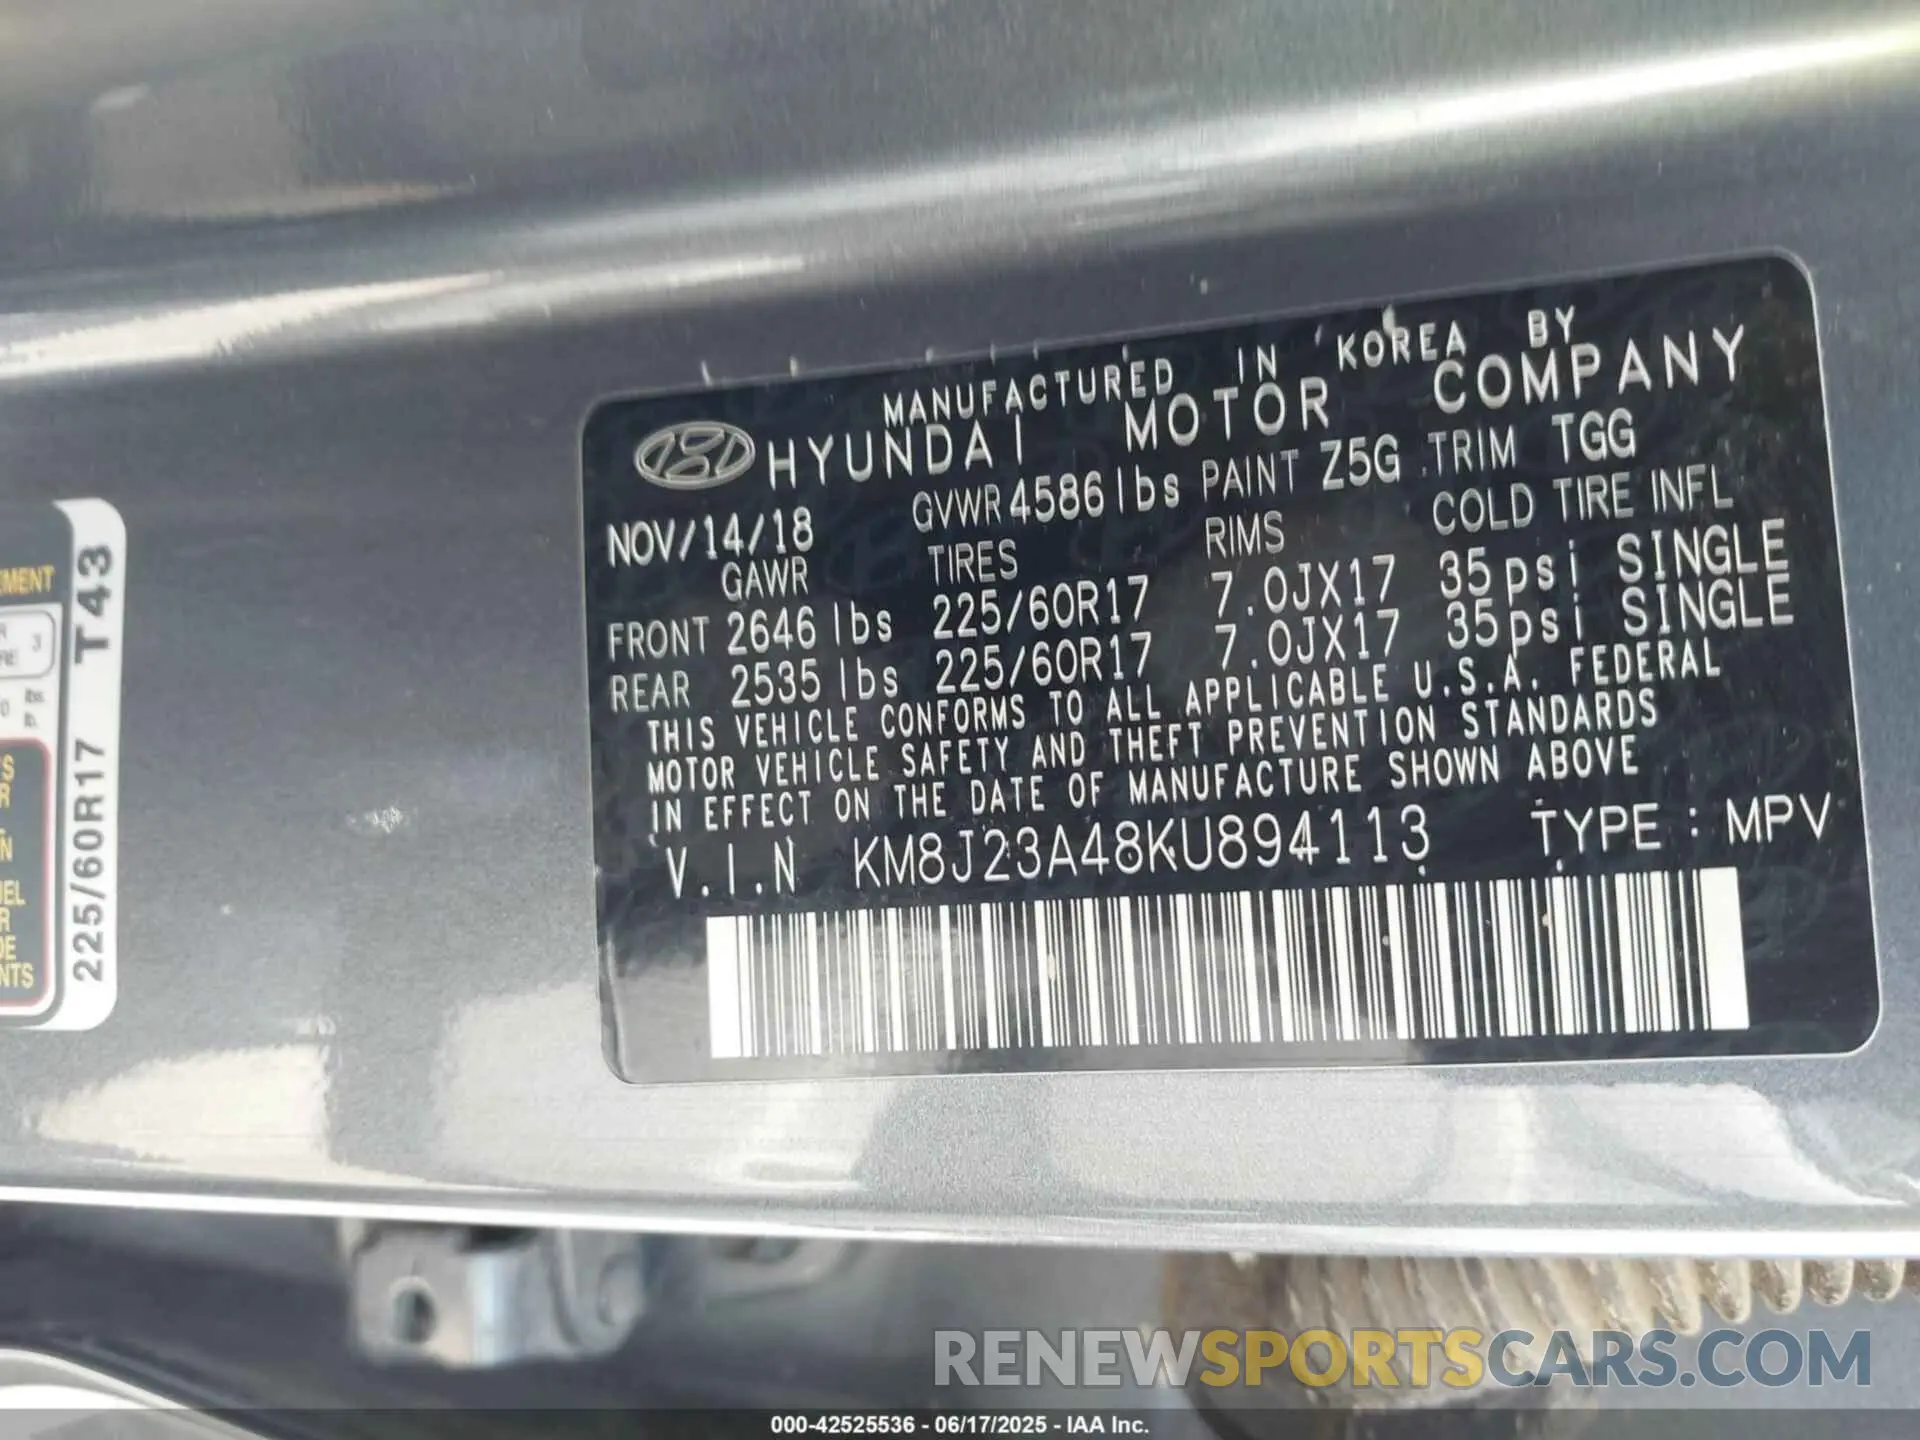 MANUFACTURED IN KOREA BY
HYUNDAI MOTOR COMPANY
NOV/14/18 GVWR 4586 lbs PAINT Z5G TRIM TGG
GAWR TIRES RIMS COLD TIRE INFL
FRONT 2646 lbs 225/60R17 7.0JX17 35 psi SINGLE
REAR 2535 lbs 225/60R17 7.0JX17 35 psi SINGLE
THIS VEHICLE CONFORMS TO ALL APPLICABLE U.S.A. FEDERAL
MOTOR VEHICLE SAFETY AND THEFT PREVENTION STANDARDS
IN EFFECT ON THE DATE OF MANUFACTURE SHOWN ABOVE
V.I.N KM8J23A48KU894113 TYPE : MPV
225/60R17 T43
RENEWSPORTSCARS.COM
000-42525536 - 06/17/2025 - IAA Inc.